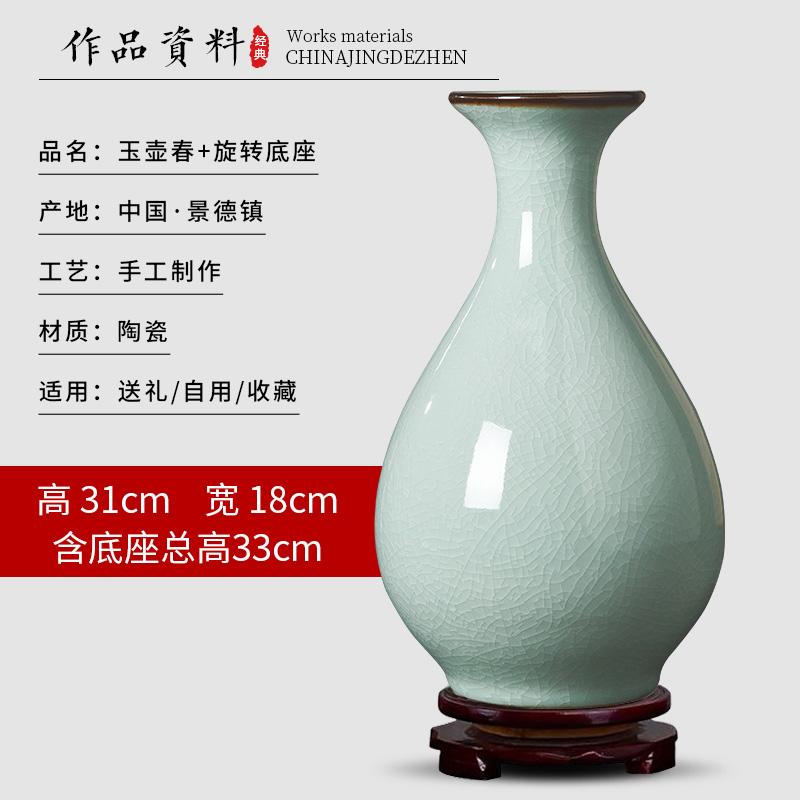 作品資料
经典
Works materials
CHINAJINGDEZHEN
品名：玉壶春+旋转底座
产地：中国·景德镇
工艺：手工制作
材质：陶瓷
适用：送礼/自用/收藏
高 31cm 宽 18cm
含底座总高33cm